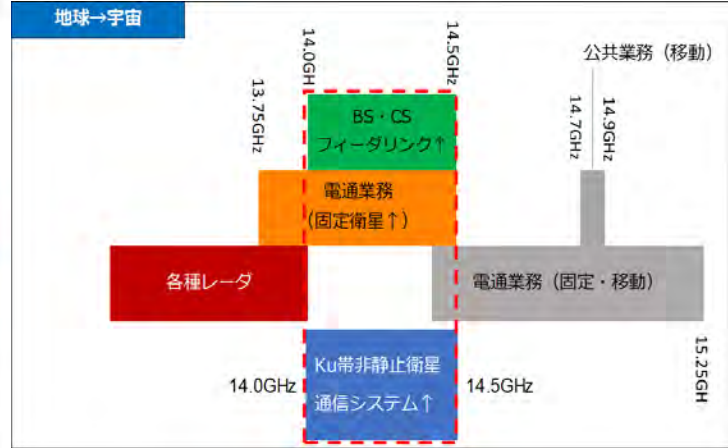 地球→宇宙
14.0GH
14.5GHz
公共業務（移動）
13.75GHz
14.7GHz
14.9GHz
BS・CS
フィーダリンク↑
電通業務
（固定衛星↑）
各種レーダ
電通業務（固定・移動）
Ku帯非静止衛星
通信システム↑
14.0GHz
14.5GHz
15.25GH